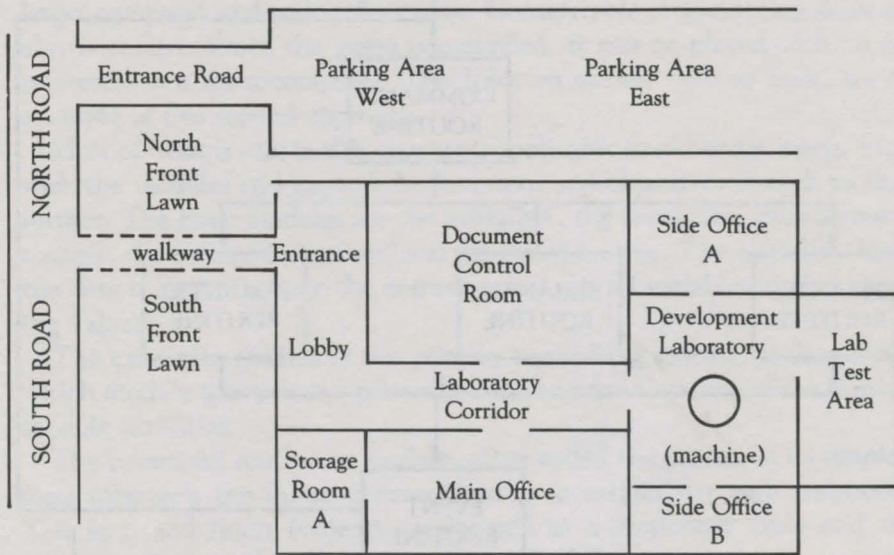 NORTH ROAD
SOUTH ROAD
Entrance Road
Parking Area
West
Parking Area
East
North
Front
Lawn
walkway
South
Front
Lawn
Entrance
Lobby
Document
Control
Room
Side Office
A
Development
Laboratory
(machine)
Lab
Test
Area
Laboratory
Corridor
Storage
Room
A
Main Office
Side Office
B